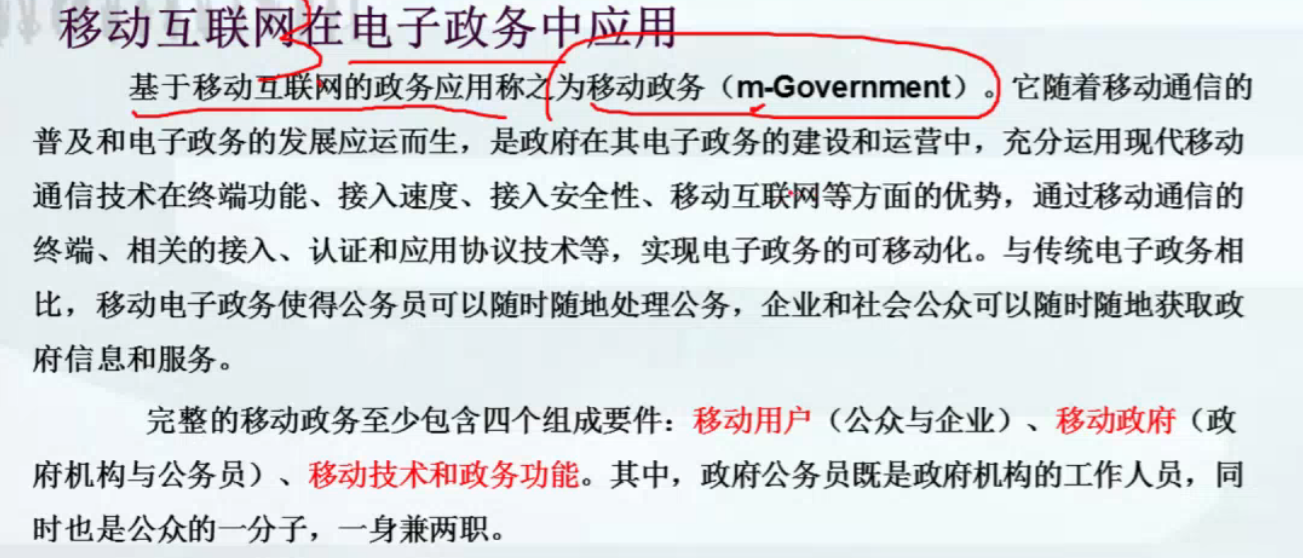 移动互联网在电子政务中应用
基于移动互联网的政务应用称之为移动政务（m-Government）。它随着移动通信的
普及和电子政务的发展应运而生，是政府在其电子政务的建设和运营中，充分运用现代移动
通信技术在终端功能、接入速度、接入安全性、移动互联网等方面的优势，通过移动通信的
终端、相关的接入、认证和应用协议技术等，实现电子政务的可移动化。与传统电子政务相
比，移动电子政务使得公务员可以随时随地处理公务，企业和社会公众可以随时随地获取政
府信息和服务。
完整的移动政务至少包含四个组成要件：移动用户（公众与企业）、移动政府（政
府机构与公务员）、移动技术和政务功能。其中，政府公务员既是政府机构的工作人员，同
时也是公众的一分子，一身兼两职。